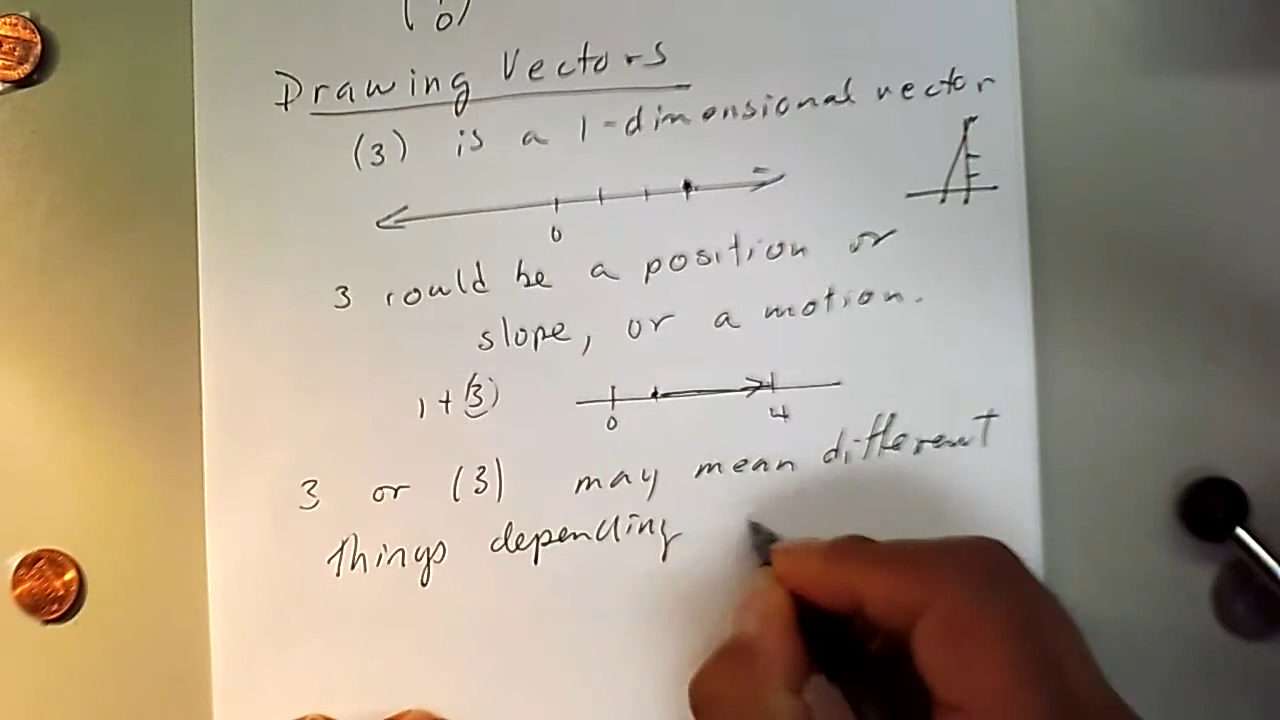 ( 0 )
Drawing Vectors
(3) is a 1-dimensional vector
0
3 could be a position or
slope, or a motion.
1+(3)
0 4
3 or (3) may mean different
things depending